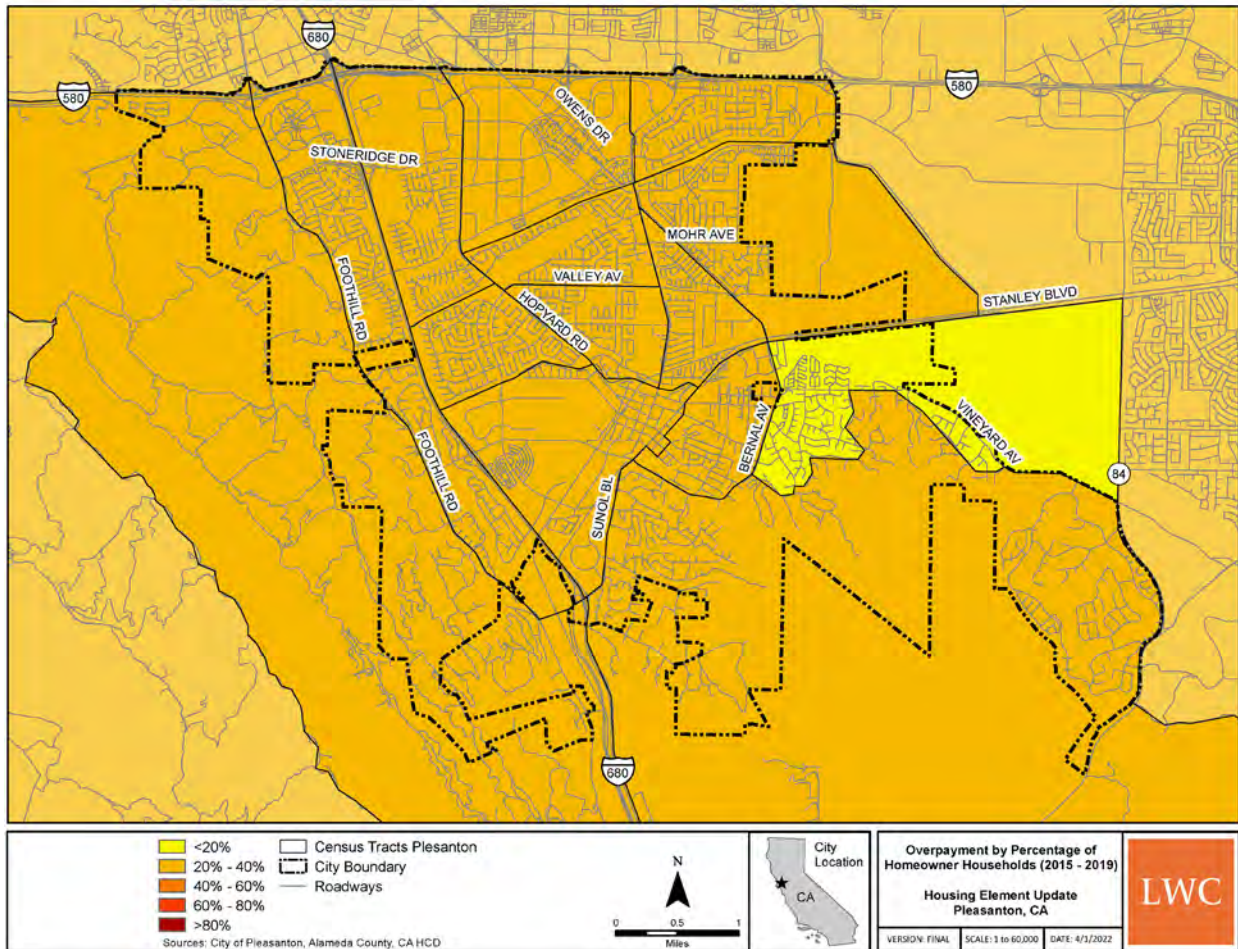 680
580
580
OWENS DR
STONERIDGE DR
MOHR AVE
VALLEY AV
FOOTHILL RD
HOPYARD RD
STANLEY BLVD
BERNAL AV
VINEYARD AV
FOOTHILL RD
SUNOL BL
84
680
<20%
20% - 40%
40% - 60%
60% - 80%
>80%
Census Tracts Plesanton
City Boundary
Roadways
Sources: City of Pleasanton, Alameda County, CA HCD
N
0 0.5 1
Miles
City
Location
CA
Overpayment by Percentage of
Homeowner Households (2015 - 2019)
Housing Element Update
Pleasanton, CA
VERSION: FINAL SCALE: 1 to 60,000 DATE: 4/1/2022
LWC